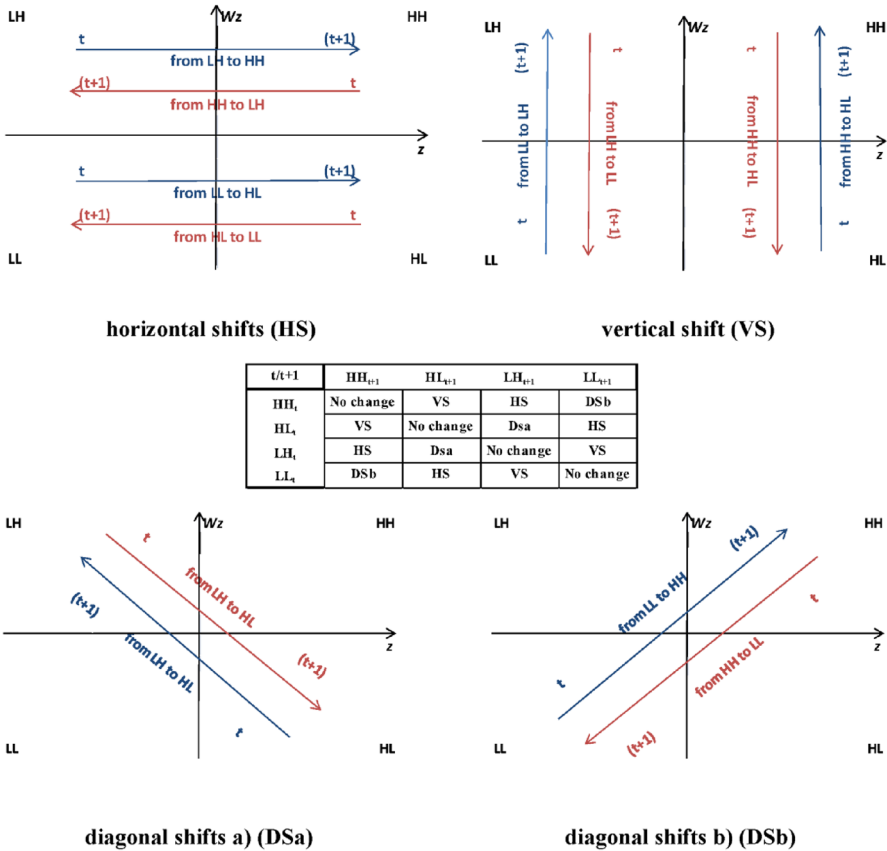 LH Wz HH
t (t+1)
from LH to HH
(t+1) t
from HH to LH
z
t (t+1)
from LL to HL
(t+1) t
from HL to LL
LL HL
horizontal shifts (HS)
LH Wz HH
(t+1) t t (t+1)
from LL to LH
from LH to LL
from HH to HL
from HH to HL
z
t (t+1) (t+1) t
LL HL
vertical shift (VS)
t/t+1 HHt+1 HLt+1 LHt+1 LLt+1
HHt No change VS HS DSb
HLt VS No change Dsa HS
LHt HS Dsa No change VS
LLt DSb HS VS No change
LH Wz HH
t
from LH to HL
(t+1)
z
from LH to HL
(t+1)
t
LL HL
diagonal shifts a) (DSa)
LH Wz HH
(t+1)
from LL to HH
t
z
from HH to LL
t
(t+1)
LL HL
diagonal shifts b) (DSb)